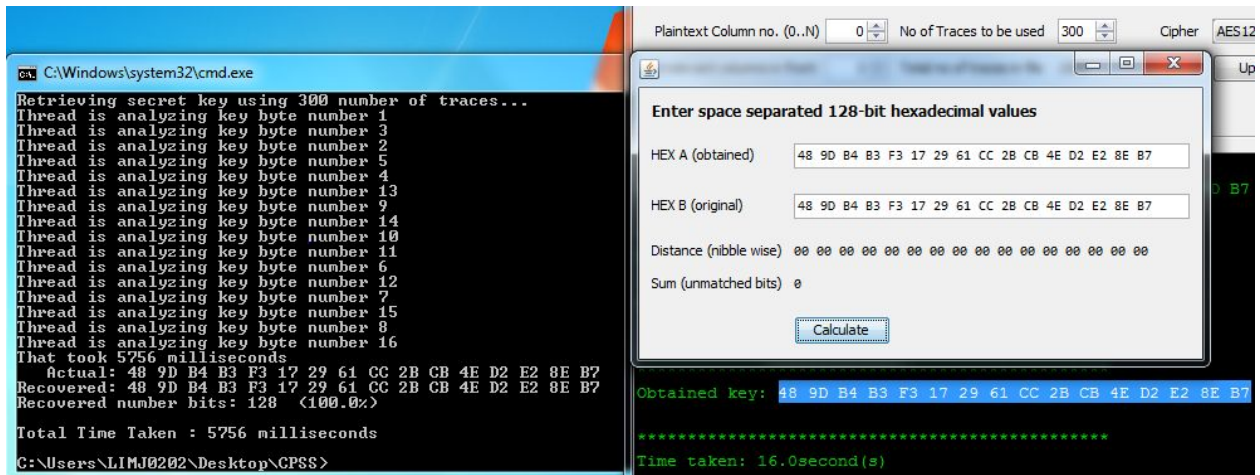 C:\Windows\system32\cmd.exe
Retrieving secret key using 300 number of traces...
Thread is analyzing key byte number 1
Thread is analyzing key byte number 3
Thread is analyzing key byte number 2
Thread is analyzing key byte number 5
Thread is analyzing key byte number 4
Thread is analyzing key byte number 13
Thread is analyzing key byte number 9
Thread is analyzing key byte number 14
Thread is analyzing key byte number 10
Thread is analyzing key byte number 11
Thread is analyzing key byte number 6
Thread is analyzing key byte number 12
Thread is analyzing key byte number 7
Thread is analyzing key byte number 15
Thread is analyzing key byte number 8
Thread is analyzing key byte number 16
That took 5756 milliseconds
Actual: 48 9D B4 B3 F3 17 29 61 CC 2B CB 4E D2 E2 8E B7
Recovered: 48 9D B4 B3 F3 17 29 61 CC 2B CB 4E D2 E2 8E B7
Recovered number bits: 128 (100.0%)
Total Time Taken : 5756 milliseconds
C:\Users\LIMJ0202\Desktop\CPSS>
Plaintext Column no. (0..N) 0 No of Traces to be used 300 Cipher AES12
Up
Enter space separated 128-bit hexadecimal values
HEX A (obtained) 48 9D B4 B3 F3 17 29 61 CC 2B CB 4E D2 E2 8E B7
B7
HEX B (original) 48 9D B4 B3 F3 17 29 61 CC 2B CB 4E D2 E2 8E B7
Distance (nibble wise) 00 00 00 00 00 00 00 00 00 00 00 00 00 00 00 00
Sum (unmatched bits) 0
Calculate
Obtained key: 48 9D B4 B3 F3 17 29 61 CC 2B CB 4E D2 E2 8E B7
***********************************************
Time taken: 16.0second(s)